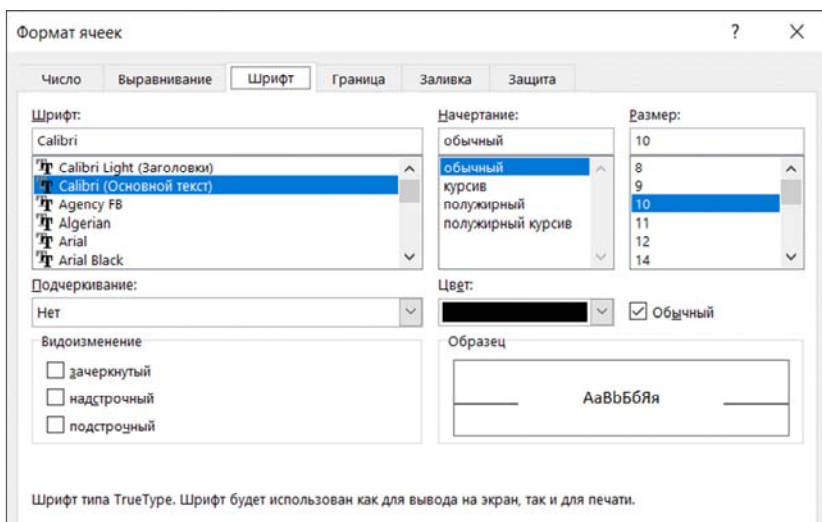 Формат ячеек ?
Число Выравнивание Шрифт Граница Заливка Защита
Шрифт: Начертание: Размер:
Calibri обычный 10
Calibri Light (Заголовки) обычный 8
Calibri (Основной текст) курсив 9
Agency FB полужирный 10
Algerian полужирный курсив 11
Arial 12
Arial Black 14
Подчеркивание: Цвет:
Нет Обычный
Видоизменение Образец
зачеркнутый
надстрочный AaBbБбЯя
подстрочный
Шрифт типа TrueType. Шрифт будет использован как для вывода на экран, так и для печати.